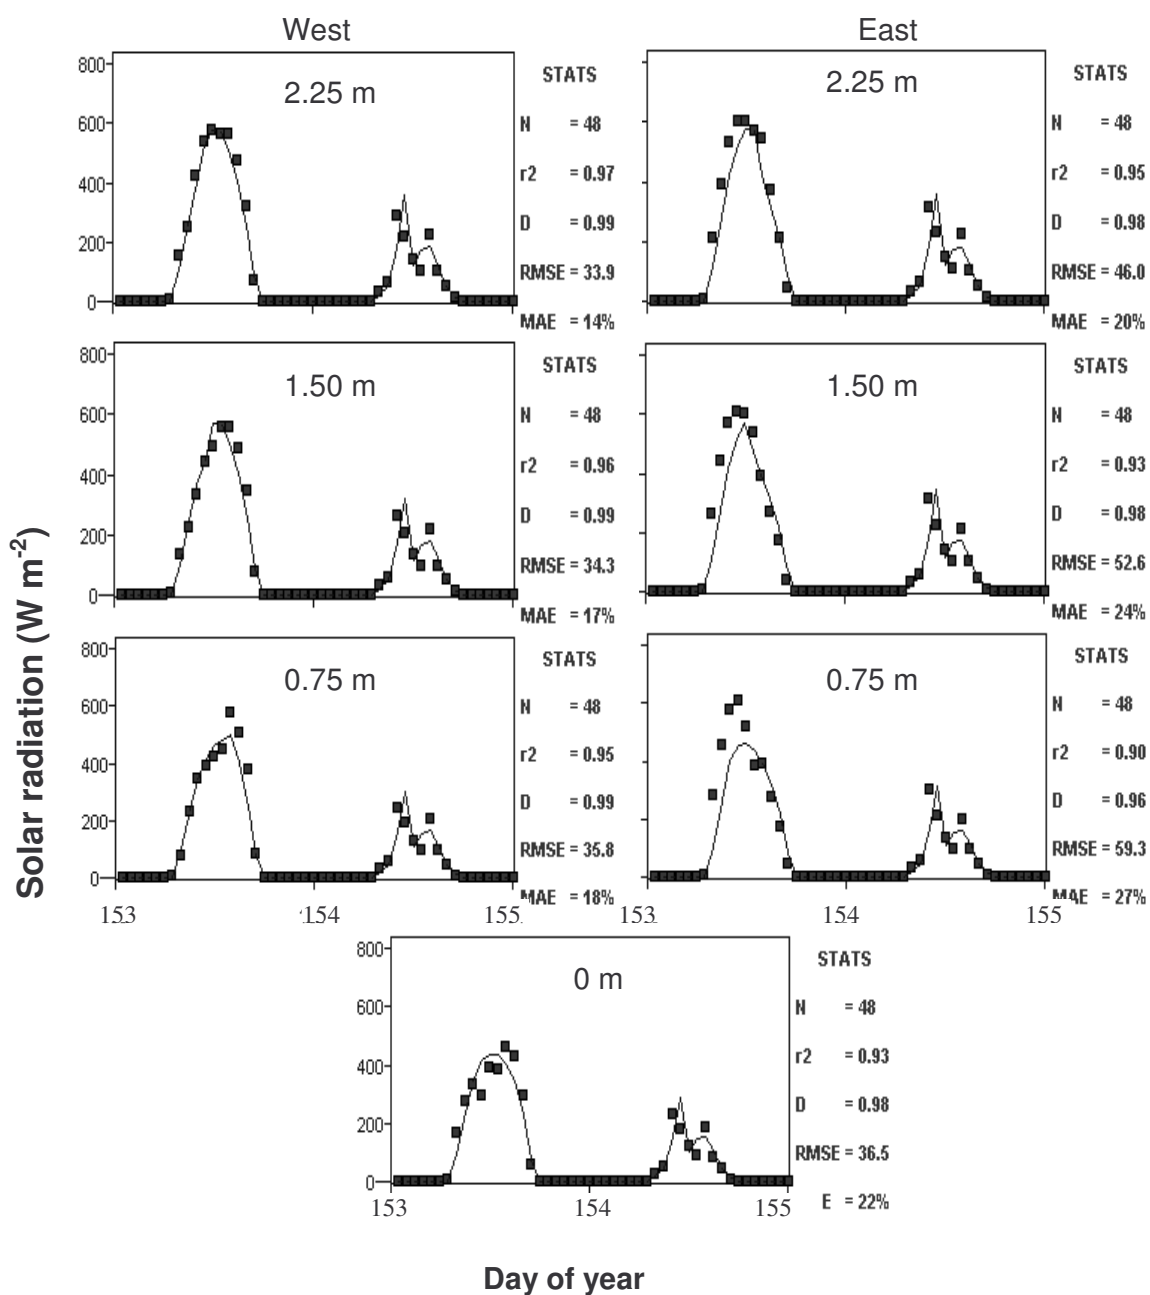 West
East
2.25 m
800
600
400
200
0
STATS
N = 48
r2 = 0.97
D = 0.99
RMSE = 33.9
MAE = 14%
2.25 m
STATS
N = 48
r2 = 0.95
D = 0.98
RMSE = 46.0
MAE = 20%
1.50 m
800
600
400
200
0
STATS
N = 48
r2 = 0.96
D = 0.99
RMSE = 34.3
MAE = 17%
1.50 m
STATS
N = 48
r2 = 0.93
D = 0.98
RMSE = 52.6
MAE = 24%
0.75 m
800
600
400
200
0
STATS
N = 48
r2 = 0.95
D = 0.99
RMSE = 35.8
MAE = 18%
153 154 155
0.75 m
STATS
N = 48
r2 = 0.90
D = 0.96
RMSE = 59.3
MAE = 27%
153 154 155
0 m
800
600
400
200
0
STATS
N = 48
r2 = 0.93
D = 0.98
RMSE = 36.5
E = 22%
153 154 155
Solar radiation (W m-2)
Day of year